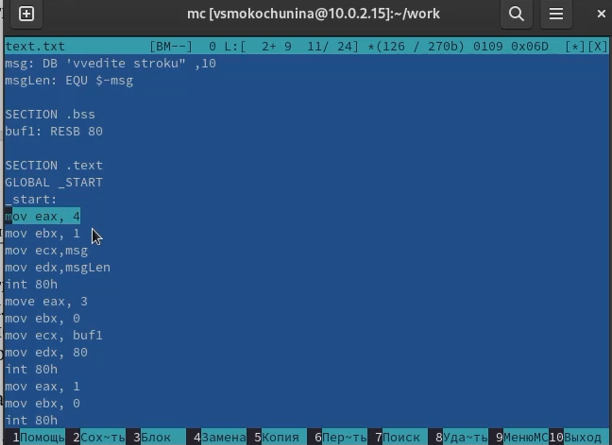 mc [vsmokochunina@10.0.2.15]:~/work
text.txt [BM--] 0 L:[ 2+ 9 11/ 24] *(126 / 270b) 0109 0x06D [*][X]
msg: DB 'vvedite stroku" ,10
msgLen: EQU $-msg
SECTION .bss
buf1: RESB 80
SECTION .text
GLOBAL _START
_start:
mov eax, 4
mov ebx, 1
mov ecx,msg
mov edx,msgLen
int 80h
move eax, 3
mov ebx, 0
mov ecx, buf1
mov edx, 80
int 80h
mov eax, 1
mov ebx, 0
int 80h
1Помощь 2Сох~ть 3Блок 4Замена 5Копия 6Пер~ть 7Поиск 8Уда~ть 9МенюMC 10Выход